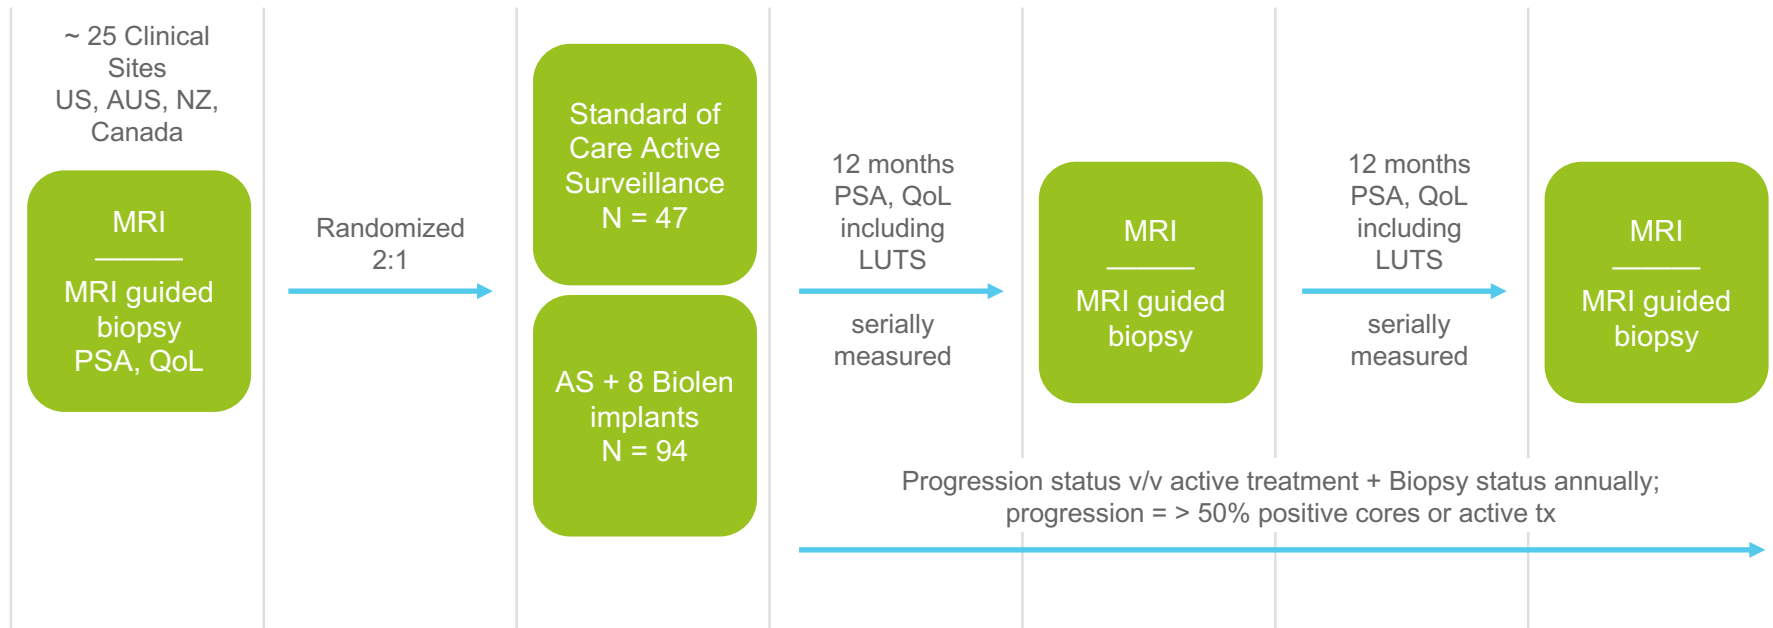 ~ 25 Clinical
Sites
US, AUS, NZ,
Canada
MRI
MRI guided
biopsy
PSA, QoL
Randomized
2:1
Standard of
Care Active
Surveillance
N = 47
AS + 8 Biolen
implants
N = 94
12 months
PSA, QoL
including
LUTS
serially
measured
MRI
MRI guided
biopsy
12 months
PSA, QoL
including
LUTS
serially
measured
MRI
MRI guided
biopsy
Progression status v/v active treatment + Biopsy status annually;
progression = > 50% positive cores or active tx